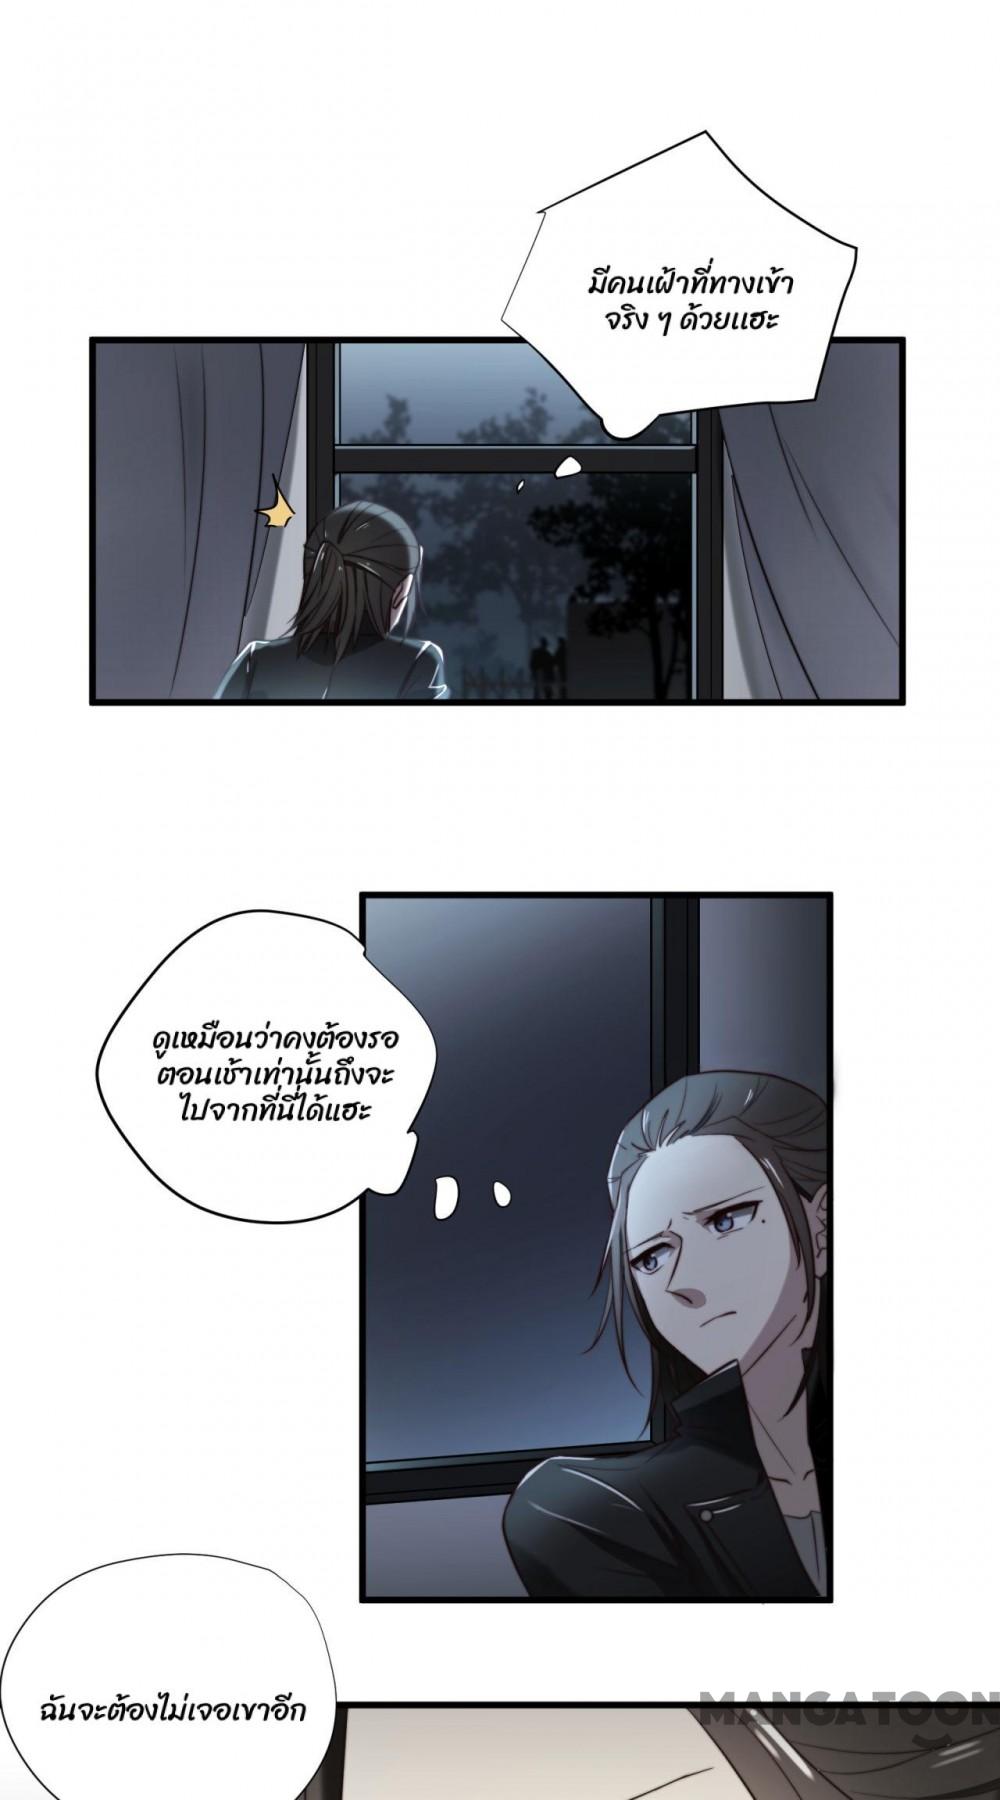 มีคนเฝ้าที่ทางเข้า
จริง ๆ ด้วยแฮะ
ดูเหมือนว่าคงต้องรอ
ตอนเช้าเท่านั้นถึงจะ
ไปจากที่นี่ได้แฮะ
ฉันจะต้องไม่เจอเขาอีก
MANGATOON